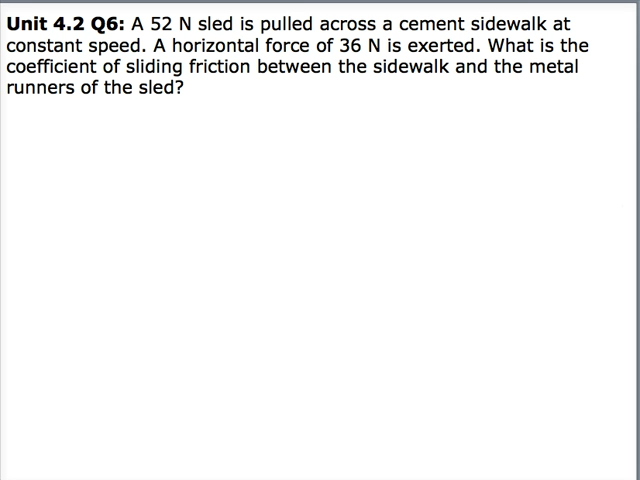 Unit 4.2 Q6: A 52 N sled is pulled across a cement sidewalk at
constant speed. A horizontal force of 36 N is exerted. What is the
coefficient of sliding friction between the sidewalk and the metal
runners of the sled?